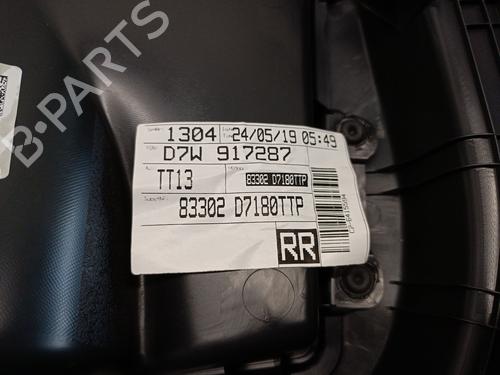 B-PARTS
1304 24/05/19 05:49
D7W 917287
TT13 83302 D7180TTP
83302 D7180TTP
RR